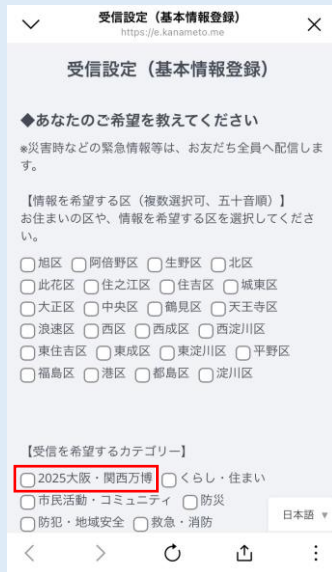 受信設定（基本情報登録）
https://e.kanameto.me
受信設定（基本情報登録）
◆あなたのご希望を教えてください
※災害時などの緊急情報等は、お友だち全員へ配信しま
す。
【情報を希望する区（複数選択可、五十音順）】
お住まいの区や、情報を希望する区を選択してくださ
い。
旭区 阿倍野区 生野区 北区
此花区 住之江区 住吉区 城東区
大正区 中央区 鶴見区 天王寺区
浪速区 西区 西成区 西淀川区
東住吉区 東成区 東淀川区 平野区
福島区 港区 都島区 淀川区
【受信を希望するカテゴリー】
2025大阪・関西万博 くらし・住まい
市民活動・コミュニティ 防災
防犯・地域安全 救急・消防
日本語